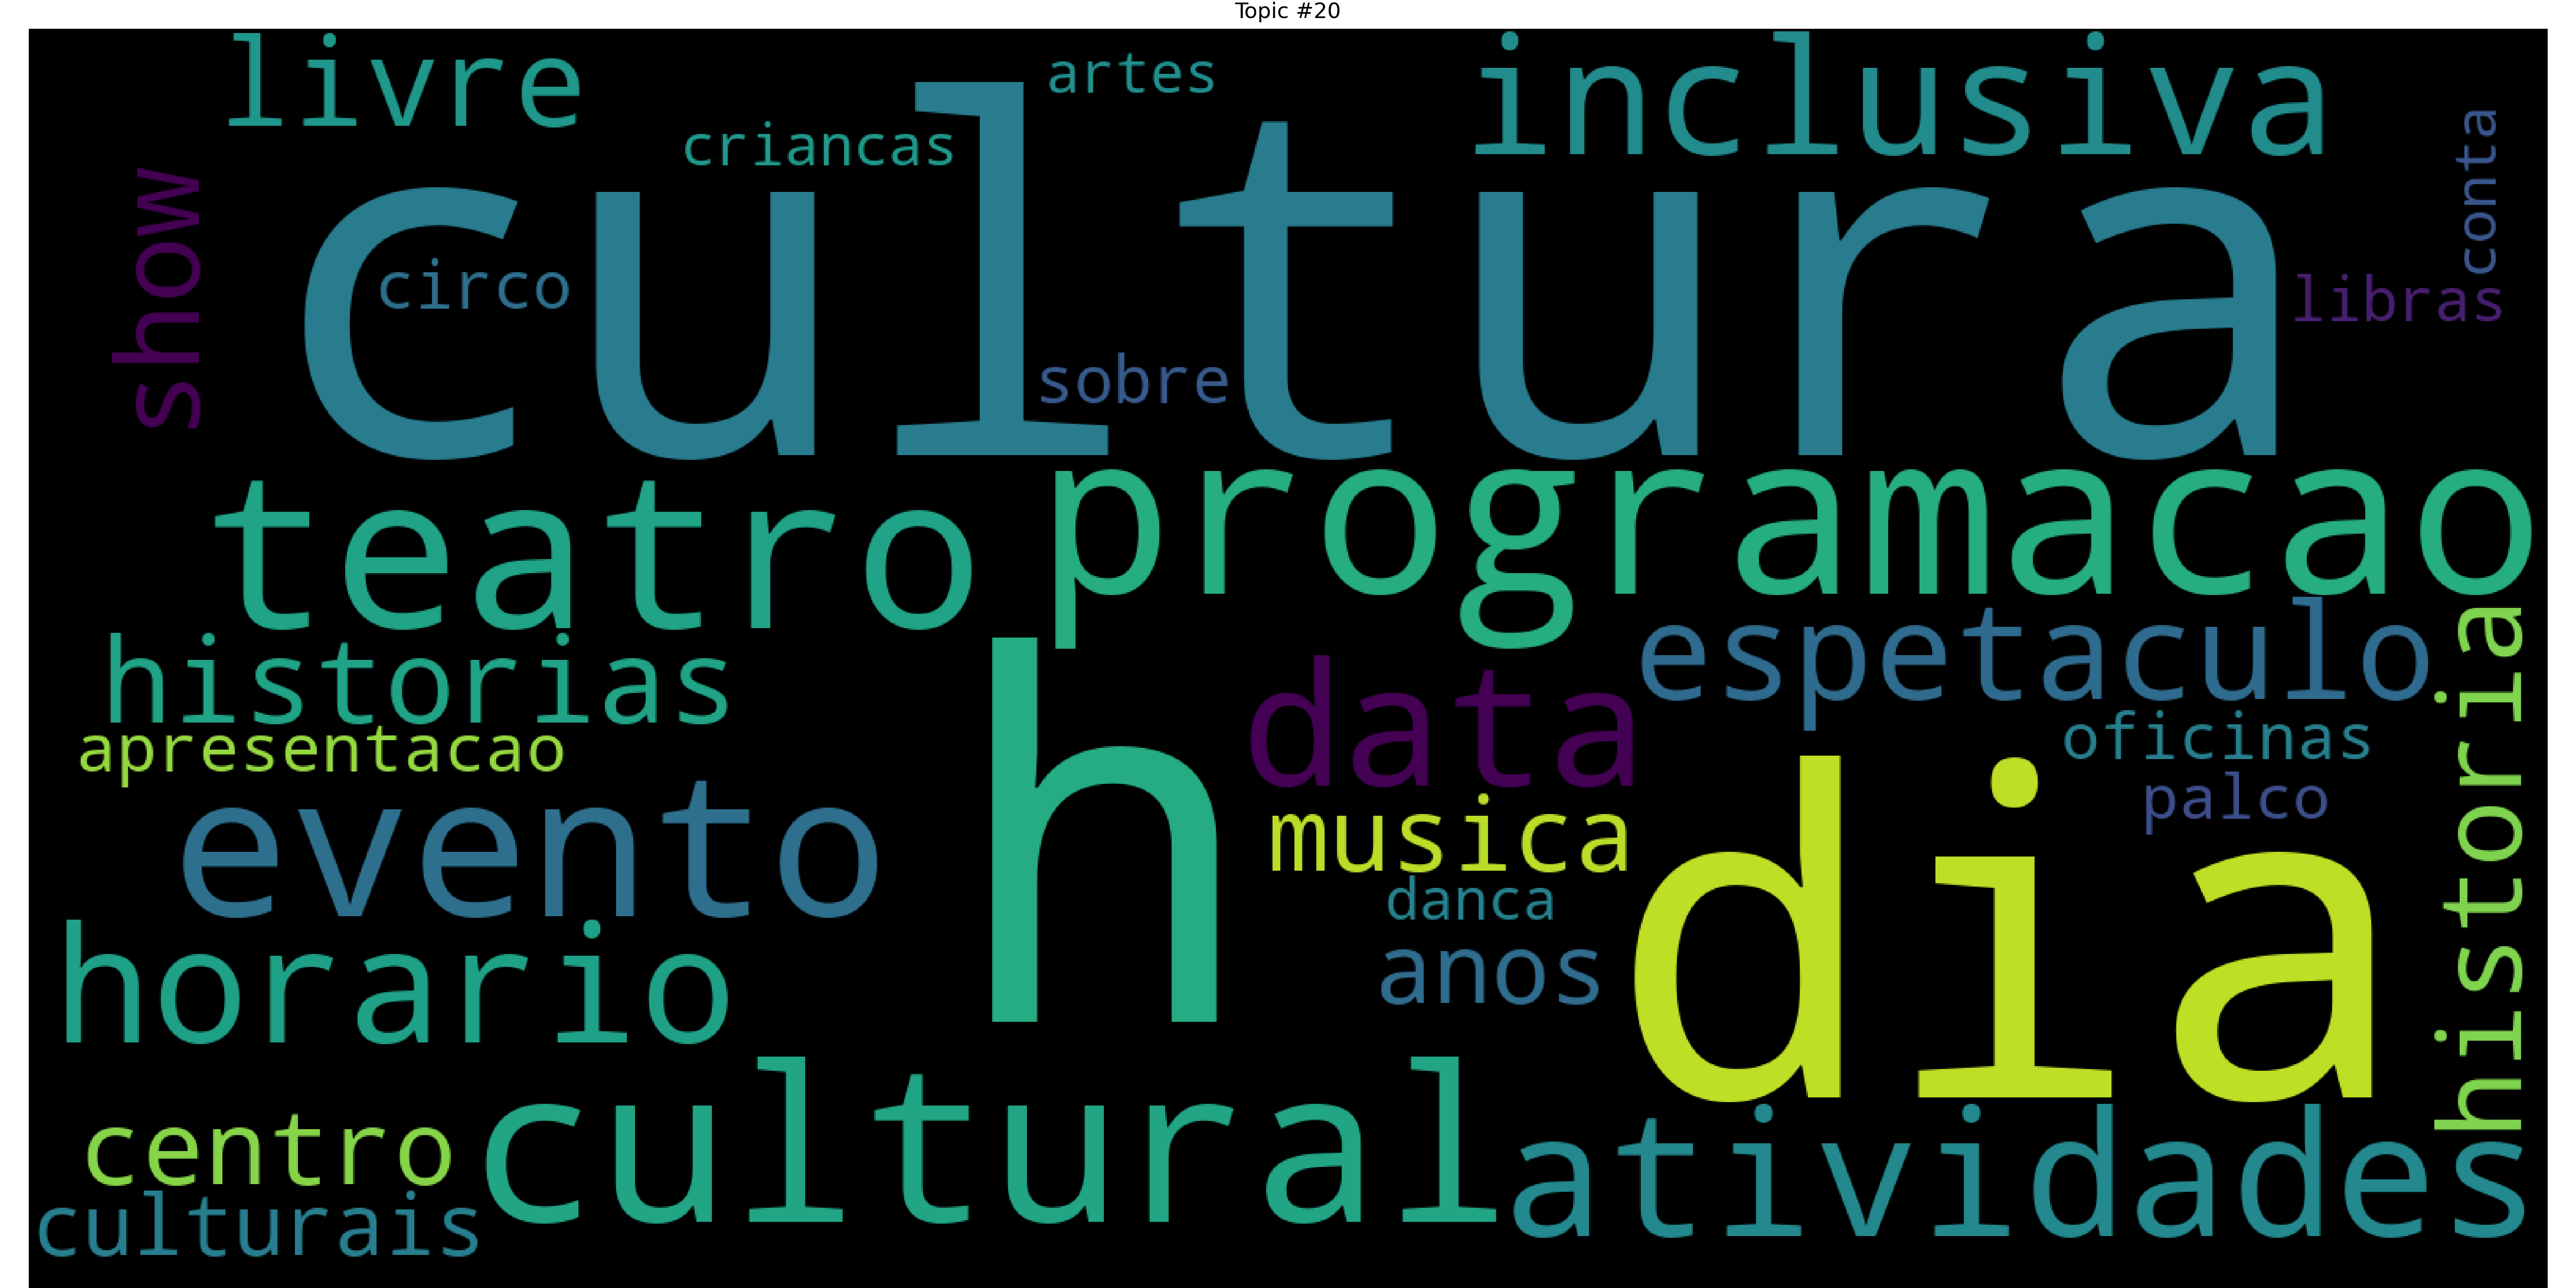 Topic #20
livre
artes
inclusiva
criancas
conta
show
cultura
circo
libras
sobre
teatro
programacao
historias
espetaculo
data
apresentacao
oficinas
historia
evento
h
musica
palco
dia
danca
horario
anos
centro
cultural
atividades
culturais